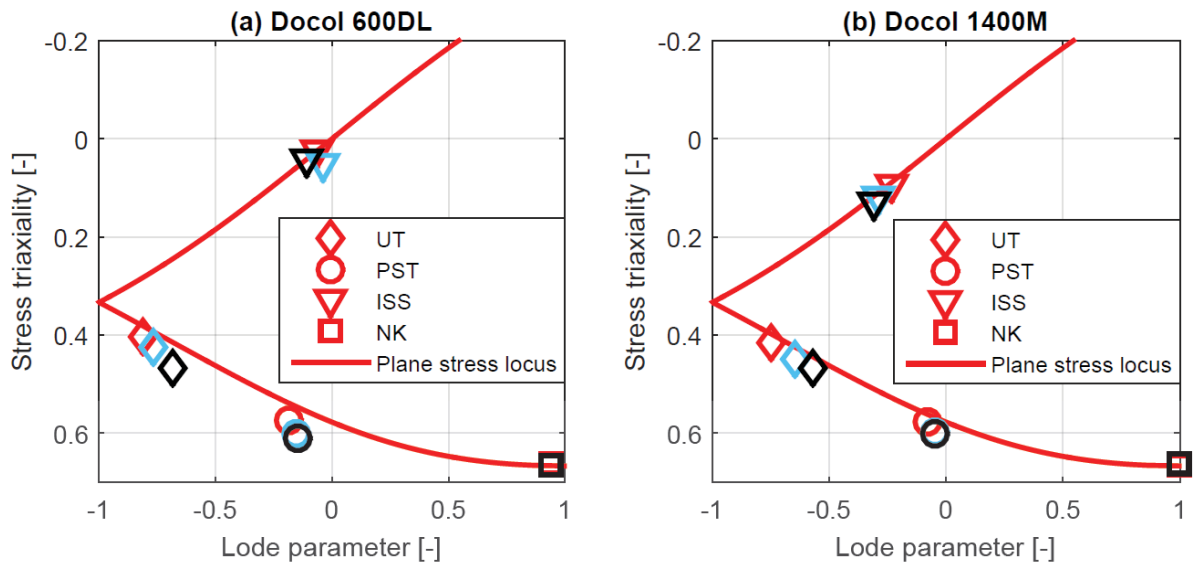 (a) Docol 600DL
-0.2
0
0.2
0.4
0.6
Stress triaxiality [-]
UT
PST
ISS
NK
Plane stress locus
-1
-0.5
0
0.5
1
Lode parameter [-]
(b) Docol 1400M
-0.2
0
0.2
0.4
0.6
Stress triaxiality [-]
UT
PST
ISS
NK
Plane stress locus
-1
-0.5
0
0.5
1
Lode parameter [-]